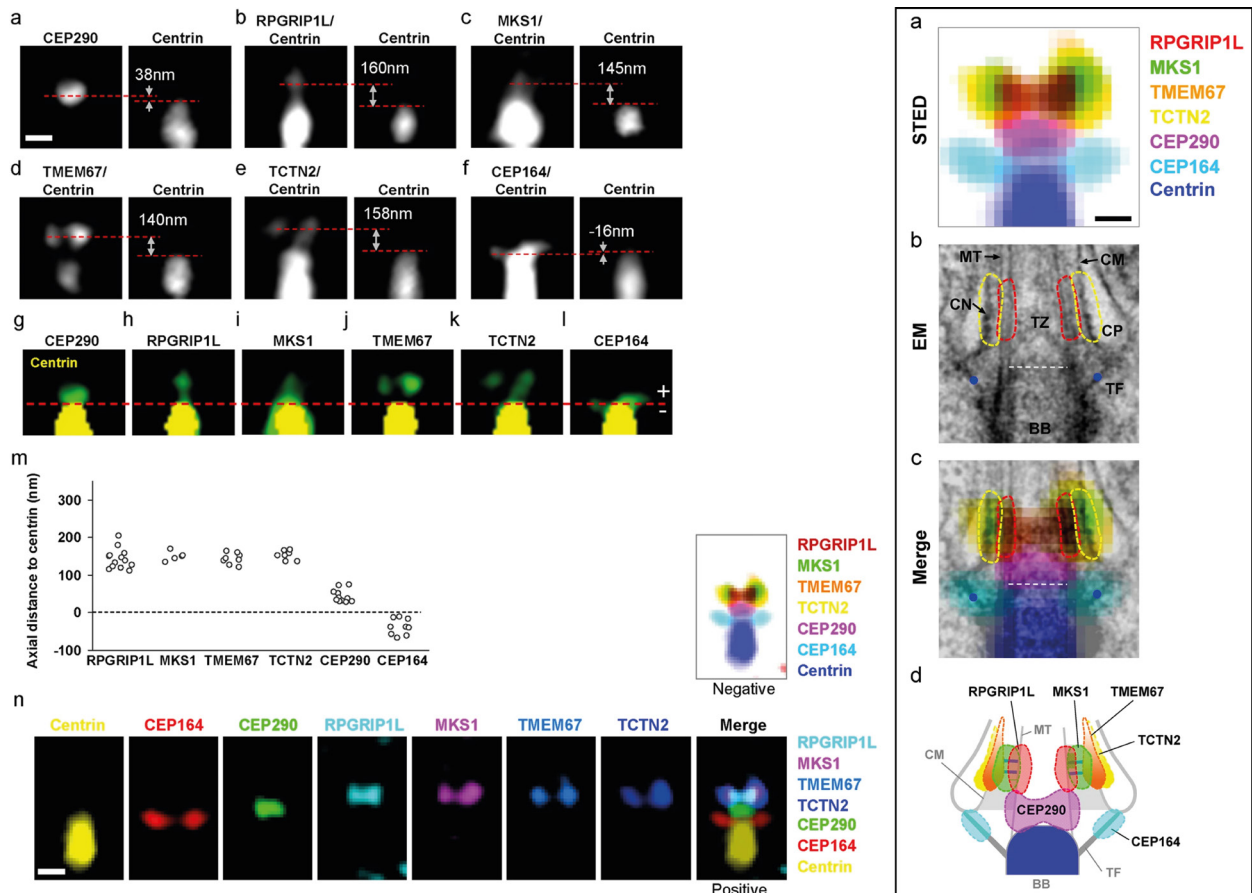 a
CEP290
Centrin
38nm
b
RPGRIP1L/
Centrin
Centrin
160nm
c
MKS1/
Centrin
Centrin
145nm
d
TMEM67/
Centrin
Centrin
140nm
e
TCTN2/
Centrin
Centrin
158nm
f
CEP164/
Centrin
Centrin
-16nm
g
h
i
j
k
l
CEP290
RPGRIP1L
MKS1
TMEM67
TCTN2
CEP164
Centrin
+
-
m
Axial distance to centrin (nm)
300
200
100
0
-100
RPGRIP1L
MKS1
TMEM67
TCTN2
CEP290
CEP164
RPGRIP1L
MKS1
TMEM67
TCTN2
CEP290
CEP164
Centrin
Negative
n
Centrin
CEP164
CEP290
RPGRIP1L
MKS1
TMEM67
TCTN2
Merge
RPGRIP1L
MKS1
TMEM67
TCTN2
CEP290
CEP164
Centrin
Positive
a
STED
RPGRIP1L
MKS1
TMEM67
TCTN2
CEP290
CEP164
Centrin
b
EM
MT
CM
CN
TZ
CP
TF
BB
c
Merge
d
RPGRIP1L
MKS1
TMEM67
MT
TCTN2
CM
CEP290
CEP164
TF
BB